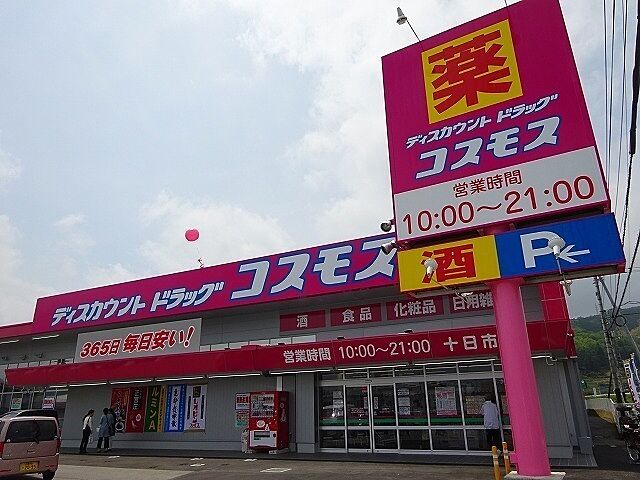 薬
ディスカウント ドラッグ
コスモス
営業時間
10:00〜21:00
酒 P
ディスカウント ドラッグ コスモス
酒 食品 化粧品 日用雑
365日 毎日安い!
営業時間 10:00〜21:00 十日市